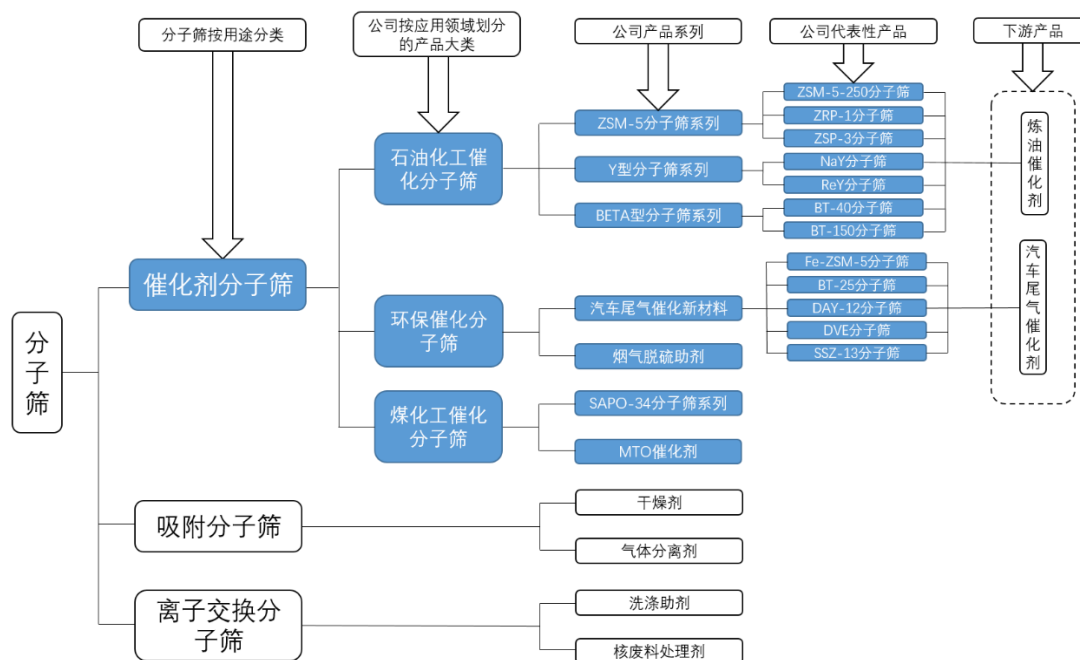 分子筛按用途分类
公司按应用领域划分
的产品大类
公司产品系列
公司代表性产品
下游产品
分子筛
催化剂分子筛
石油化工催
化分子筛
ZSM-5分子筛系列
Y型分子筛系列
BETA型分子筛系列
ZSM-5-250分子筛
ZRP-1分子筛
ZSP-3分子筛
NaY分子筛
ReY分子筛
BT-40分子筛
BT-150分子筛
炼油催化剂
环保催化分
子筛
汽车尾气催化新材料
烟气脱硫助剂
Fe-ZSM-5分子筛
BT-25分子筛
DAY-12分子筛
DVE分子筛
SSZ-13分子筛
汽车尾气催化剂
煤化工催化
分子筛
SAPO-34分子筛系列
MTO催化剂
吸附分子筛
干燥剂
气体分离剂
离子交换分
子筛
洗涤助剂
核废料处理剂